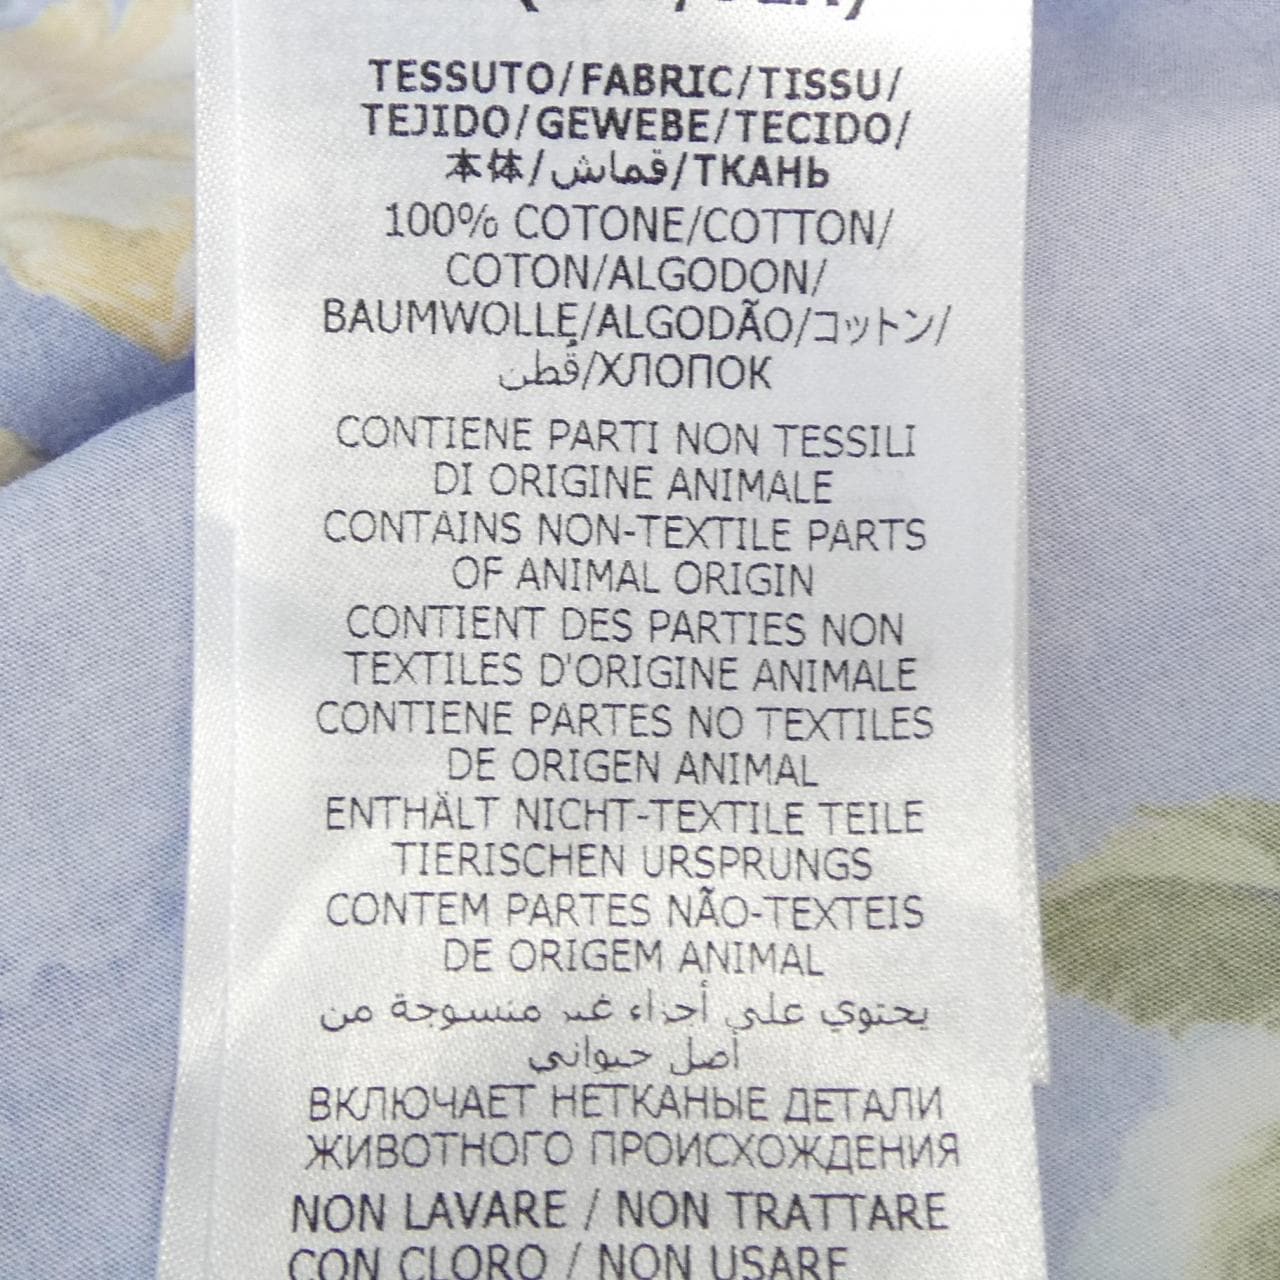 TESSUTO/FABRIC/TISSU/
TEJIDO/GEWEBE/TECIDO/
本体/قماش/ТКАНЬ
100% COTONE/COTTON/
COTON/ALGODON/
BAUMWOLLE/ALGODÃO/コットン/
قطن/ХЛОПОК
CONTIENE PARTI NON TESSILI
DI ORIGINE ANIMALE
CONTAINS NON-TEXTILE PARTS
OF ANIMAL ORIGIN
CONTIENT DES PARTIES NON
TEXTILES D'ORIGINE ANIMALE
CONTIENE PARTES NO TEXTILES
DE ORIGEN ANIMAL
ENTHÄLT NICHT-TEXTILE TEILE
TIERISCHEN URSPRUNGS
CONTEM PARTES NÃO-TEXTEIS
DE ORIGEM ANIMAL
يحتوي على أجزاء غير منسوجة من
أصل حيواني
ВКЛЮЧАЕТ НЕТКАНЫЕ ДЕТАЛИ
ЖИВОТНОГО ПРОИСХОЖДЕНИЯ
NON LAVARE / NON TRATTARE
CON CLORO / NON USARE